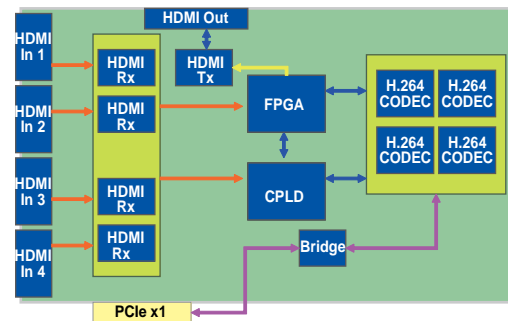 HDMI Out
HDMI
In 1
HDMI
Rx
HDMI
Tx
HDMI
In 2
HDMI
Rx
FPGA
H.264
CODEC
H.264
CODEC
H.264
CODEC
H.264
CODEC
HDMI
In 3
HDMI
Rx
CPLD
HDMI
In 4
HDMI
Rx
Bridge
PCIe x1